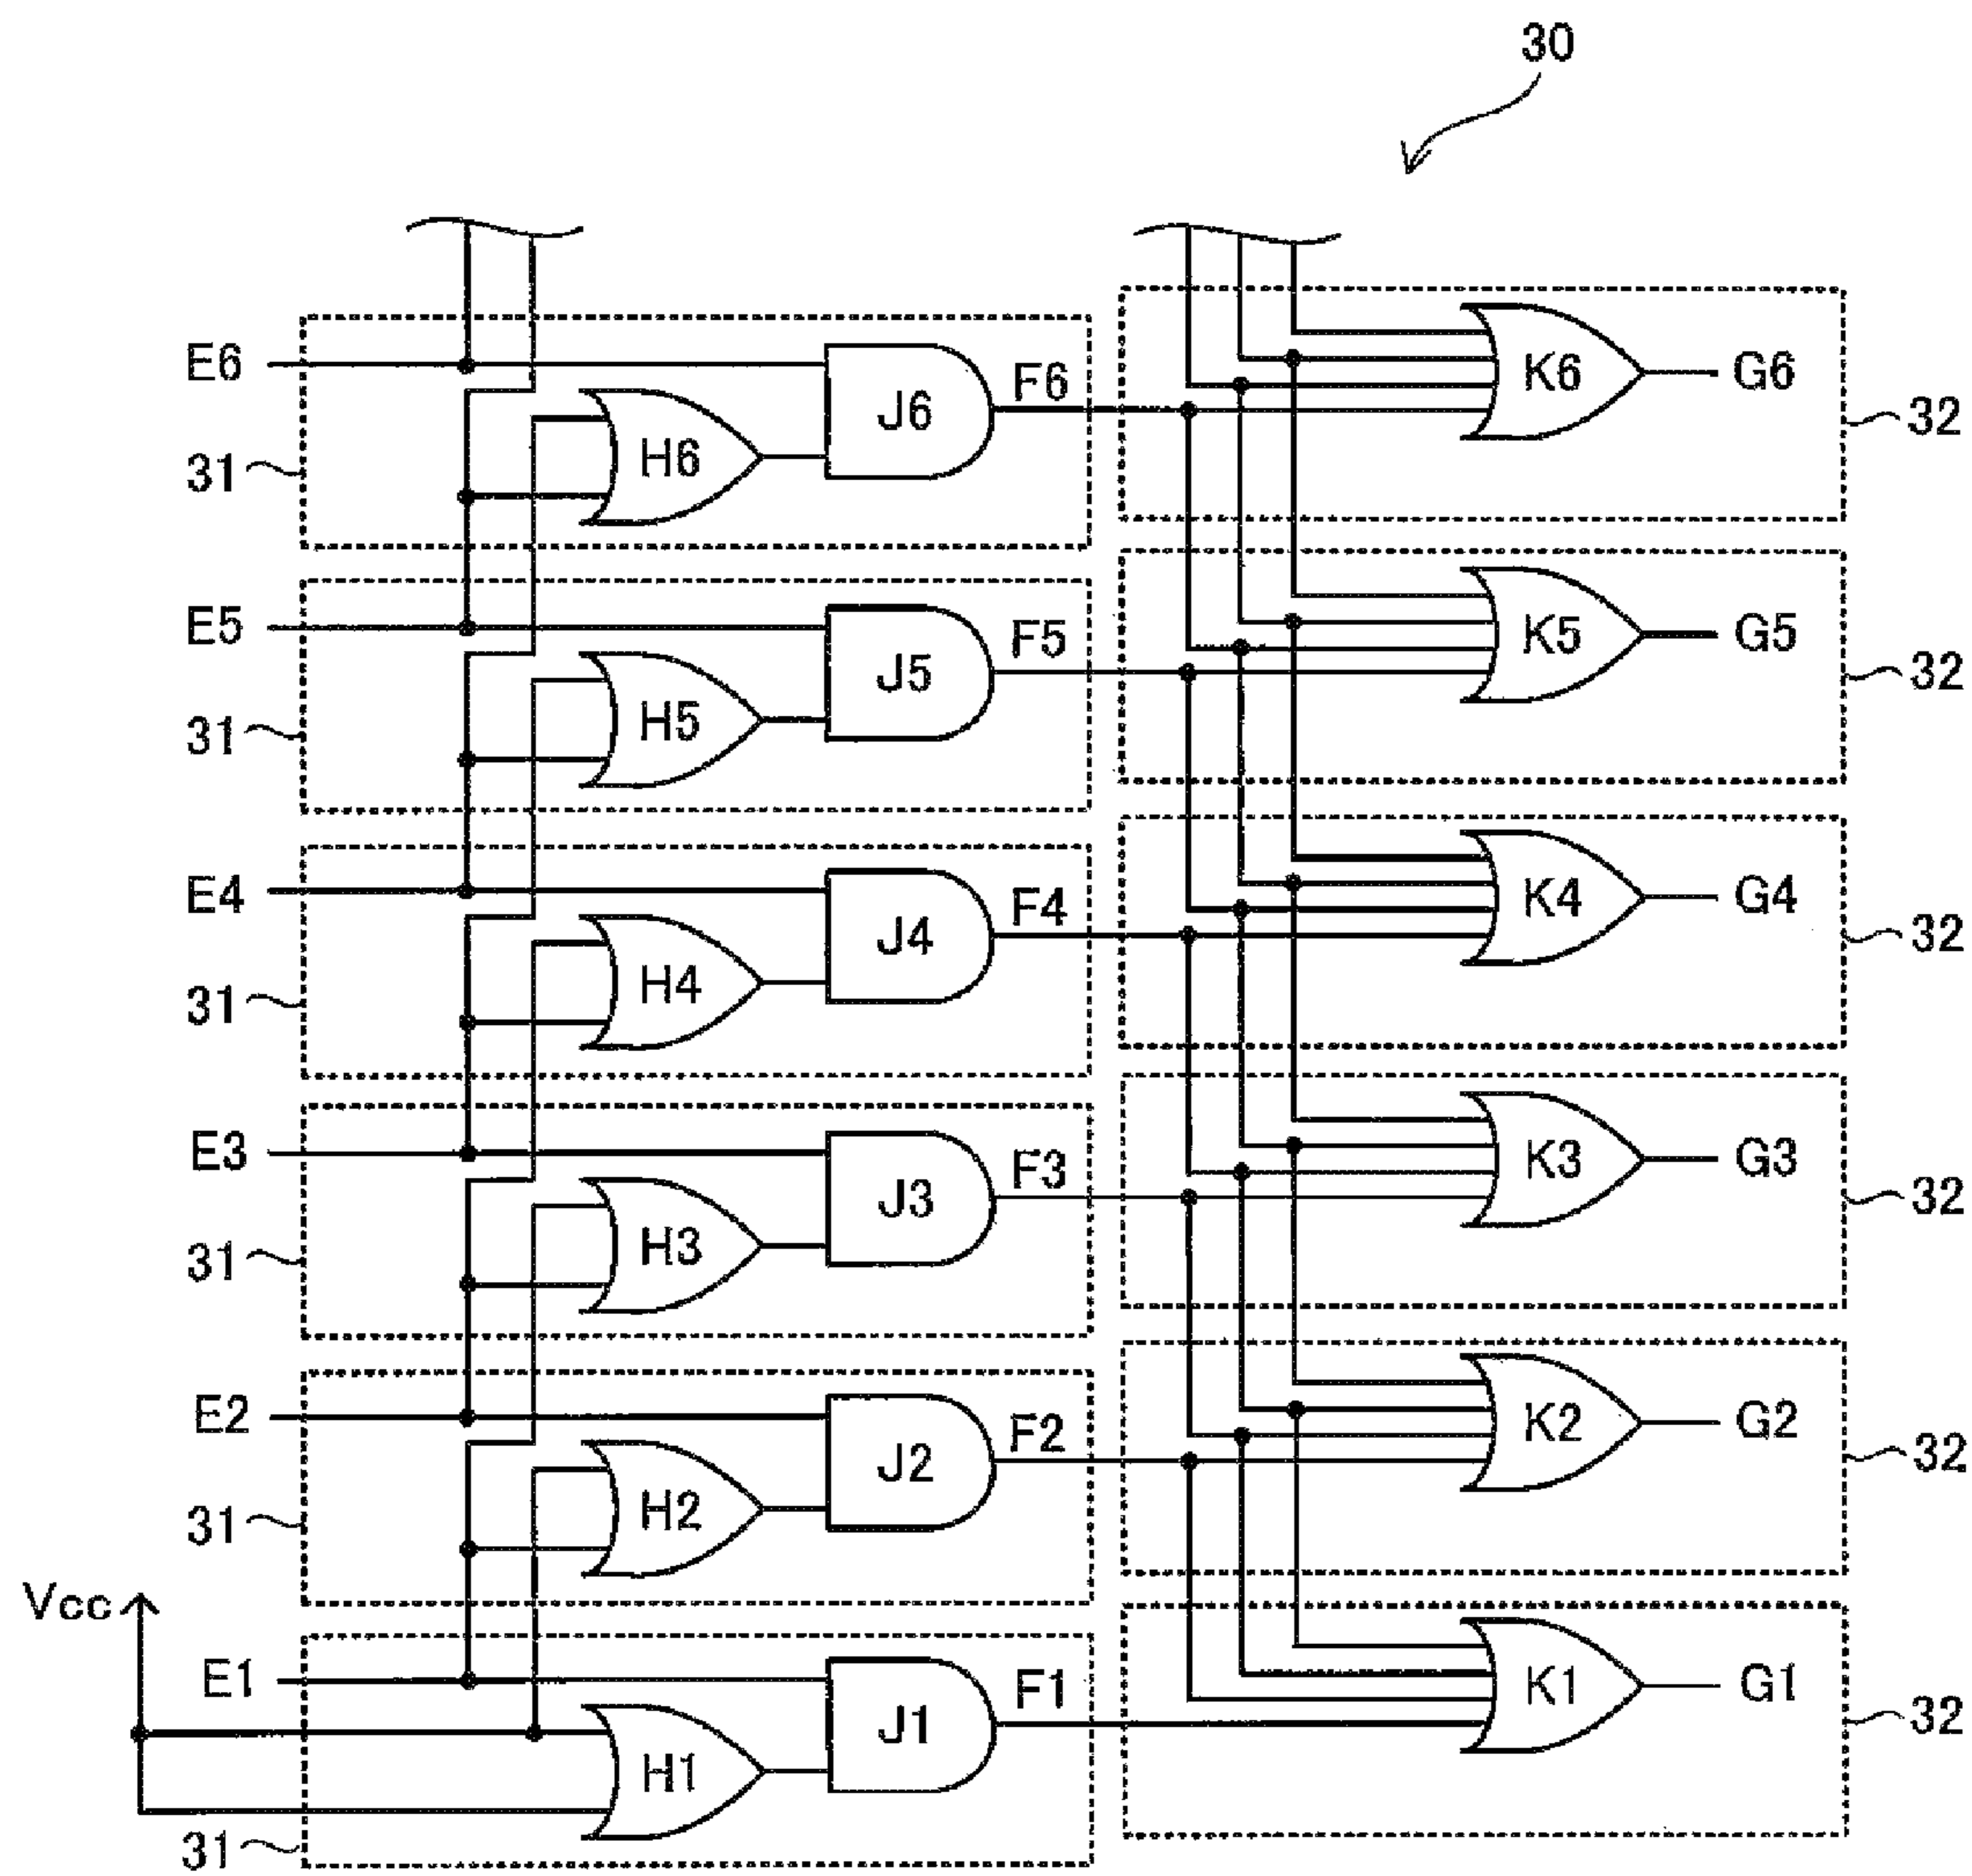 30
E6 H6 J6 F6 K6 G6
31 32
E5 H5 J5 F5 K5 G5
31 32
E4 H4 J4 F4 K4 G4
31 32
E3 H3 J3 F3 K3 G3
31 32
E2 H2 J2 F2 K2 G2
31 32
Vcc
E1 H1 J1 F1 K1 G1
31 32